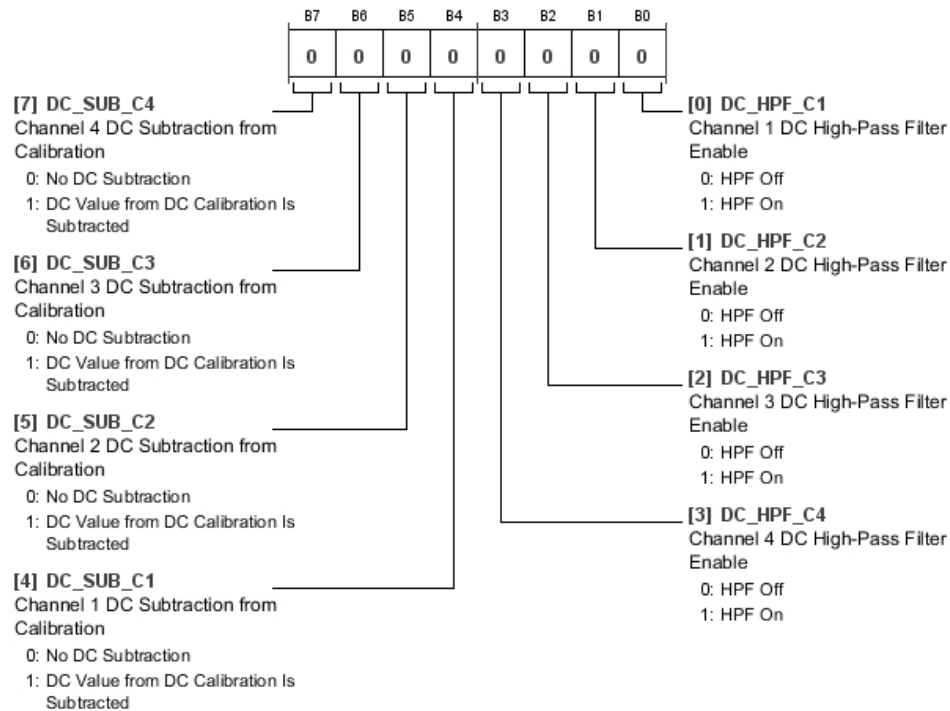 B7 B6 B5 B4 B3 B2 B1 B0
0 0 0 0 0 0 0 0
[7] DC_SUB_C4
Channel 4 DC Subtraction from
Calibration
0: No DC Subtraction
1: DC Value from DC Calibration Is
Subtracted
[6] DC_SUB_C3
Channel 3 DC Subtraction from
Calibration
0: No DC Subtraction
1: DC Value from DC Calibration Is
Subtracted
[5] DC_SUB_C2
Channel 2 DC Subtraction from
Calibration
0: No DC Subtraction
1: DC Value from DC Calibration Is
Subtracted
[4] DC_SUB_C1
Channel 1 DC Subtraction from
Calibration
0: No DC Subtraction
1: DC Value from DC Calibration Is
Subtracted
[0] DC_HPF_C1
Channel 1 DC High-Pass Filter
Enable
0: HPF Off
1: HPF On
[1] DC_HPF_C2
Channel 2 DC High-Pass Filter
Enable
0: HPF Off
1: HPF On
[2] DC_HPF_C3
Channel 3 DC High-Pass Filter
Enable
0: HPF Off
1: HPF On
[3] DC_HPF_C4
Channel 4 DC High-Pass Filter
Enable
0: HPF Off
1: HPF On